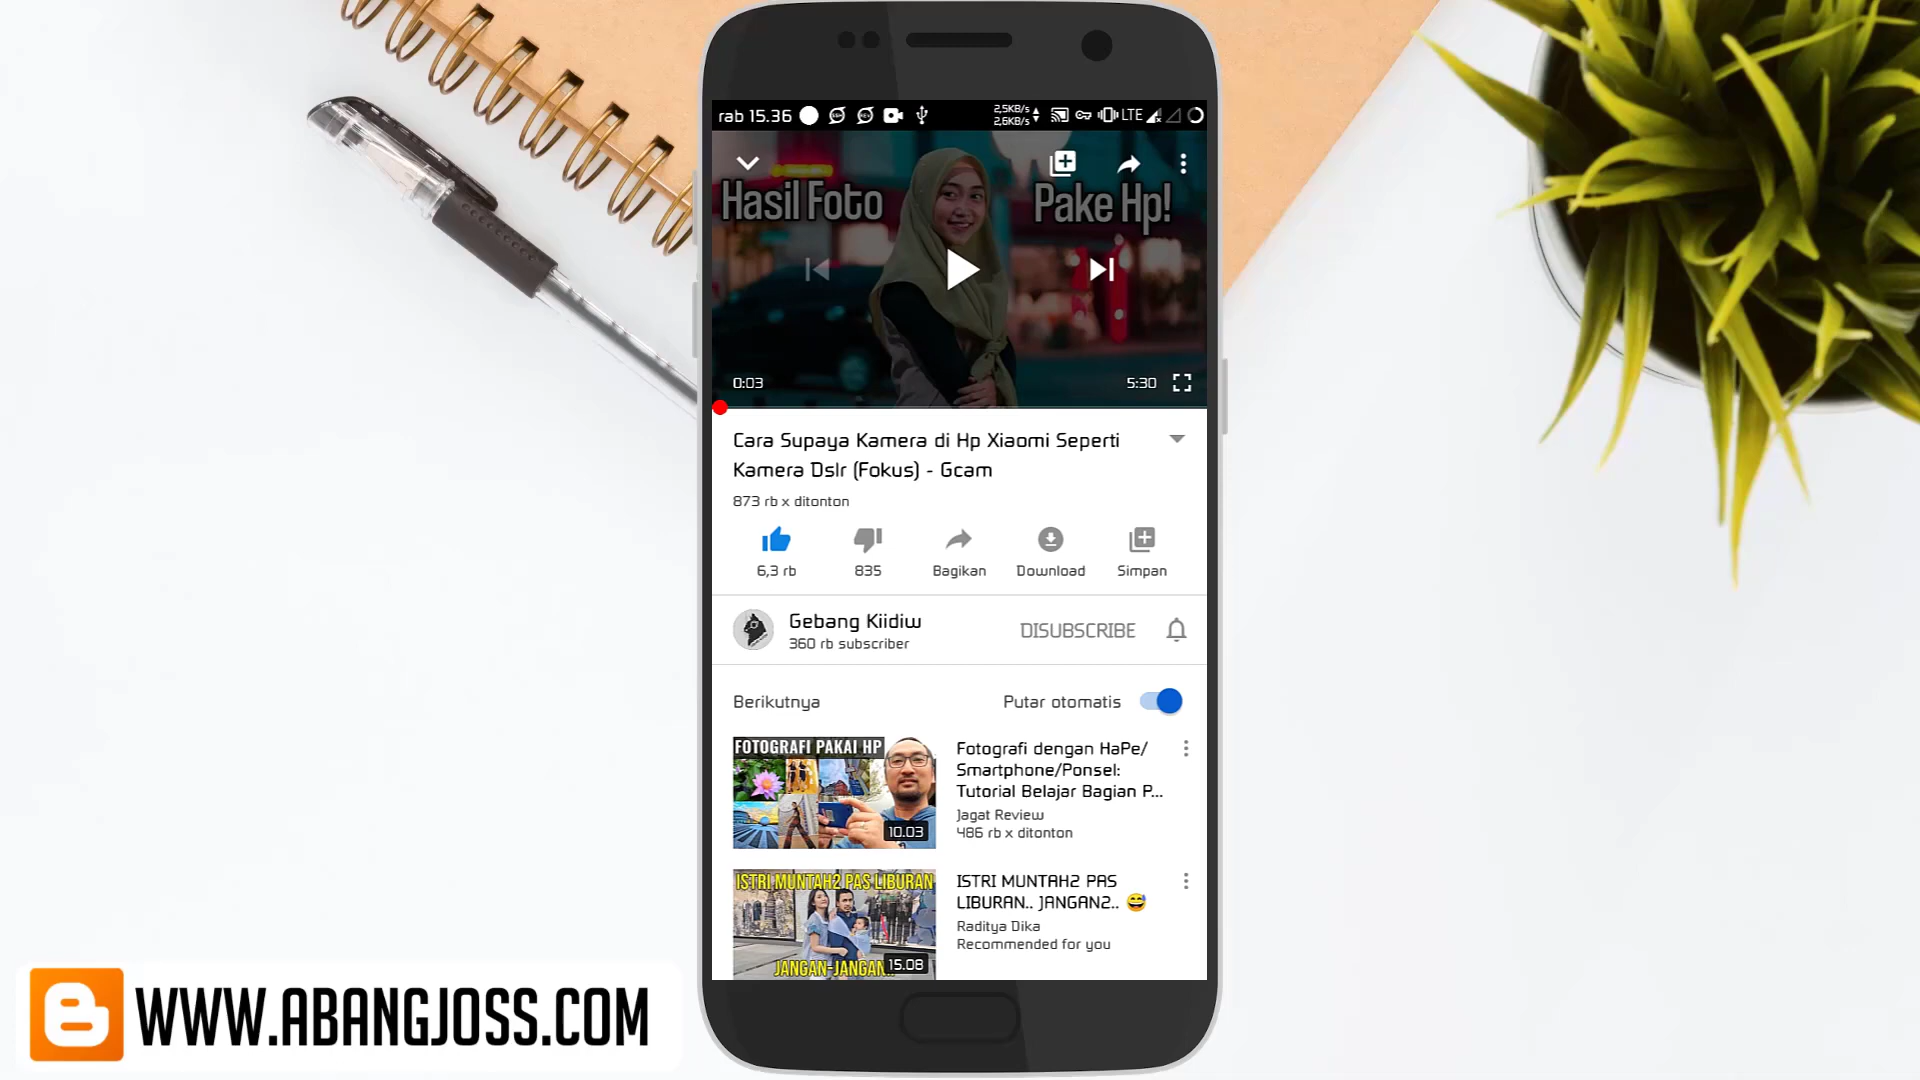 rab 15.36
2,5KB/s
2,6KB/s
LTE
Hasil Foto
Pake Hp!
0:03
5:30
Cara Supaya Kamera di Hp Xiaomi Seperti
Kamera Dslr (Fokus) - Gcam
873 rb x ditonton
6,3 rb
835
Bagikan
Download
Simpan
Gebang Kiidiw
360 rb subscriber
DISUBSCRIBE
Berikutnya
Putar otomatis
FOTOGRAFI PAKAI HP
10.03
Fotografi dengan HaPe/
Smartphone/Ponsel:
Tutorial Belajar Bagian P...
Jagat Review
486 rb x ditonton
ISTRI MUNTAH2 PAS LIBURAN
JANGAN-JANGAN..
15.08
ISTRI MUNTAH2 PAS
LIBURAN.. JANGAN2.. 😅
Raditya Dika
Recommended for you
WWW.ABANGJOSS.COM